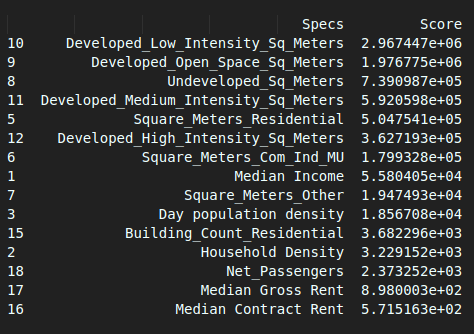 Specs Score
10 Developed_Low_Intensity_Sq_Meters 2.967447e+06
9 Developed_Open_Space_Sq_Meters 1.976775e+06
8 Undeveloped_Sq_Meters 7.390987e+05
11 Developed_Medium_Intensity_Sq_Meters 5.920598e+05
5 Square_Meters_Residential 5.047541e+05
12 Developed_High_Intensity_Sq_Meters 3.627193e+05
6 Square_Meters_Com_Ind_MU 1.799328e+05
1 Median Income 5.580405e+04
7 Square_Meters_Other 1.947493e+04
3 Day population density 1.856708e+04
15 Building_Count_Residential 3.682296e+03
2 Household Density 3.229152e+03
18 Net_Passengers 2.373252e+03
17 Median Gross Rent 8.980003e+02
16 Median Contract Rent 5.715163e+02